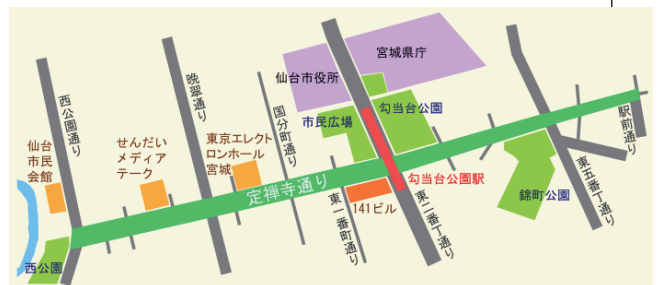 西公園通り
仙台
市民
会館
せんだい
メディア
テーク
晩翠通り
東京エレクト
ロンホール
宮城
国分町通り
仙台市役所
宮城県庁
市民広場
勾当台公園
定禅寺通り
勾当台公園駅
141ビル
東一番町通り
東二番丁通り
錦町公園
東五番丁通り
駅前通り
西公園